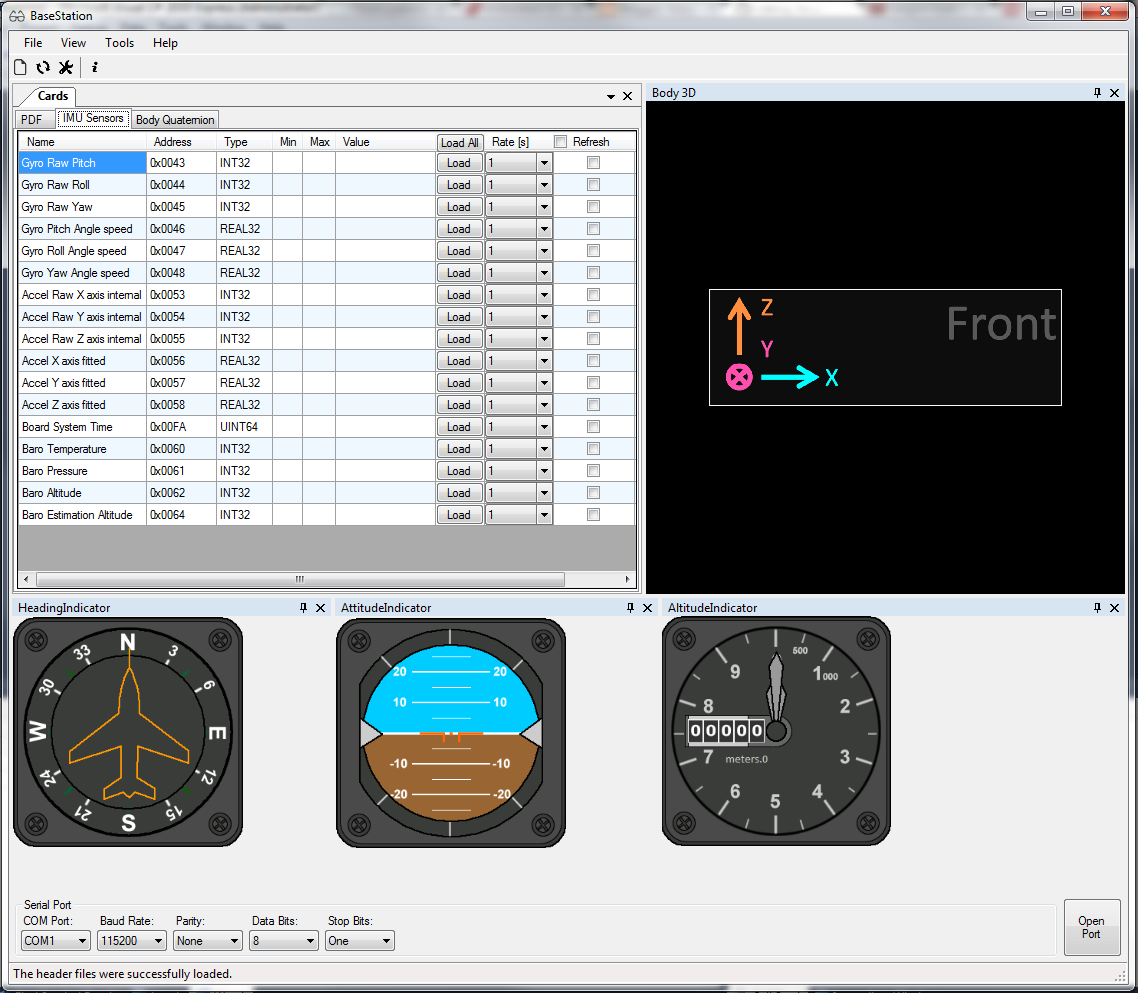 BaseStation
File View Tools Help
i
Cards
PDF IMU Sensors Body Quaternion
Name Address Type Min Max Value Load All Rate [s] Refresh
Gyro Raw Pitch 0x0043 INT32 Load 1
Gyro Raw Roll 0x0044 INT32 Load 1
Gyro Raw Yaw 0x0045 INT32 Load 1
Gyro Pitch Angle speed 0x0046 REAL32 Load 1
Gyro Roll Angle speed 0x0047 REAL32 Load 1
Gyro Yaw Angle speed 0x0048 REAL32 Load 1
Accel Raw X axis internal 0x0053 INT32 Load 1
Accel Raw Y axis internal 0x0054 INT32 Load 1
Accel Raw Z axis internal 0x0055 INT32 Load 1
Accel X axis fitted 0x0056 REAL32 Load 1
Accel Y axis fitted 0x0057 REAL32 Load 1
Accel Z axis fitted 0x0058 REAL32 Load 1
Board System Time 0x00FA UINT64 Load 1
Baro Temperature 0x0060 INT32 Load 1
Baro Pressure 0x0061 INT32 Load 1
Baro Altitude 0x0062 INT32 Load 1
Baro Estimation Altitude 0x0064 INT32 Load 1
Body 3D
Z
Front
Y
X
HeadingIndicator
N
3
6
E
12
15
S
21
24
W
30
33
AttitudeIndicator
20 20
10 10
-10 -10
-20 -20
AltitudeIndicator
500
1000
2
3
4
5
6
7
8
9
00000
meters.0
Serial Port
COM Port: Baud Rate: Parity: Data Bits: Stop Bits:
COM1 115200 None 8 One
Open
Port
The header files were successfully loaded.